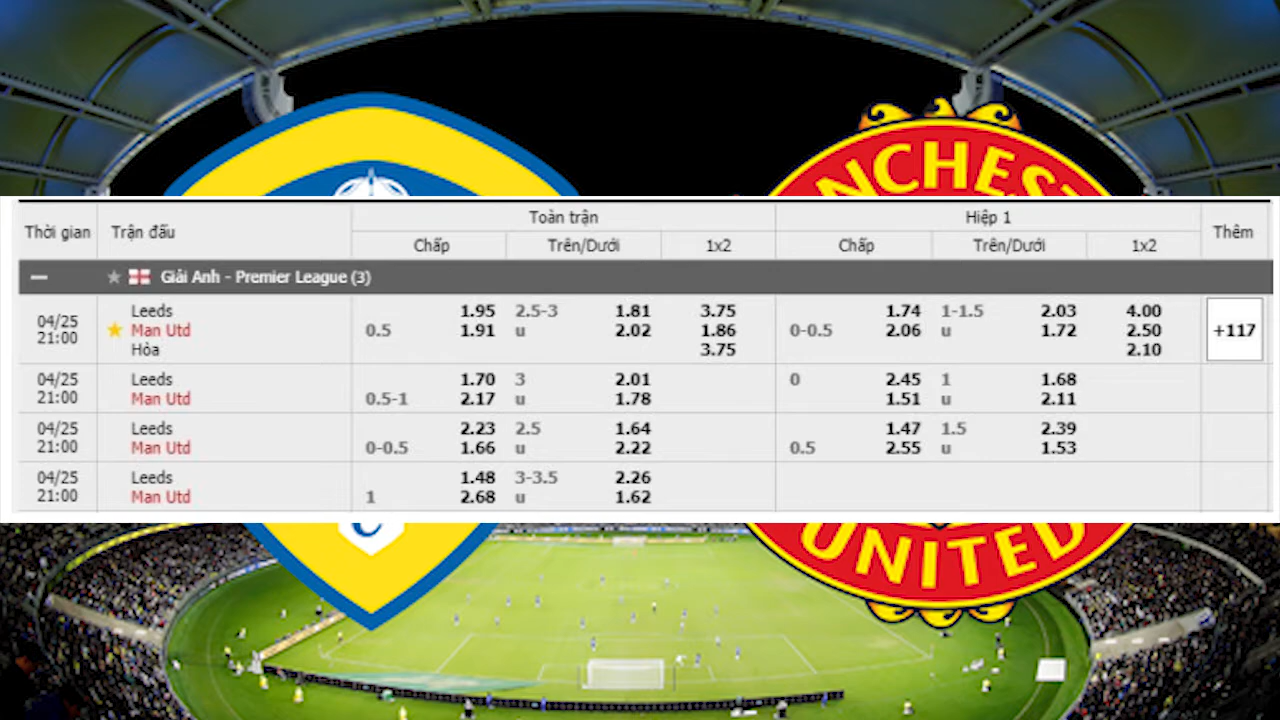 NCHES
Toàn trận Hiệp 1
Thời gian Trận đấu Thêm
Chấp Trên/Dưới 1x2 Chấp Trên/Dưới 1x2
Giải Anh - Premier League (3)
04/25 21:00 Leeds 1.95 2.5-3 1.81 3.75 1.74 1-1.5 2.03 4.00 +117
Man Utd 0.5 1.91 u 2.02 1.86 0-0.5 2.06 u 1.72 2.50
Hòa 3.75 2.10
04/25 Leeds 1.70 3 2.01 0 2.45 1 1.68
21:00 Man Utd 0.5-1 2.17 u 1.78 1.51 u 2.11
04/25 Leeds 2.23 2.5 1.64 1.47 1.5 2.39
21:00 Man Utd 0-0.5 1.66 u 2.22 0.5 2.55 u 1.53
04/25 Leeds 1.48 3-3.5 2.26
21:00 Man Utd 1 2.68 u 1.62
UNITED